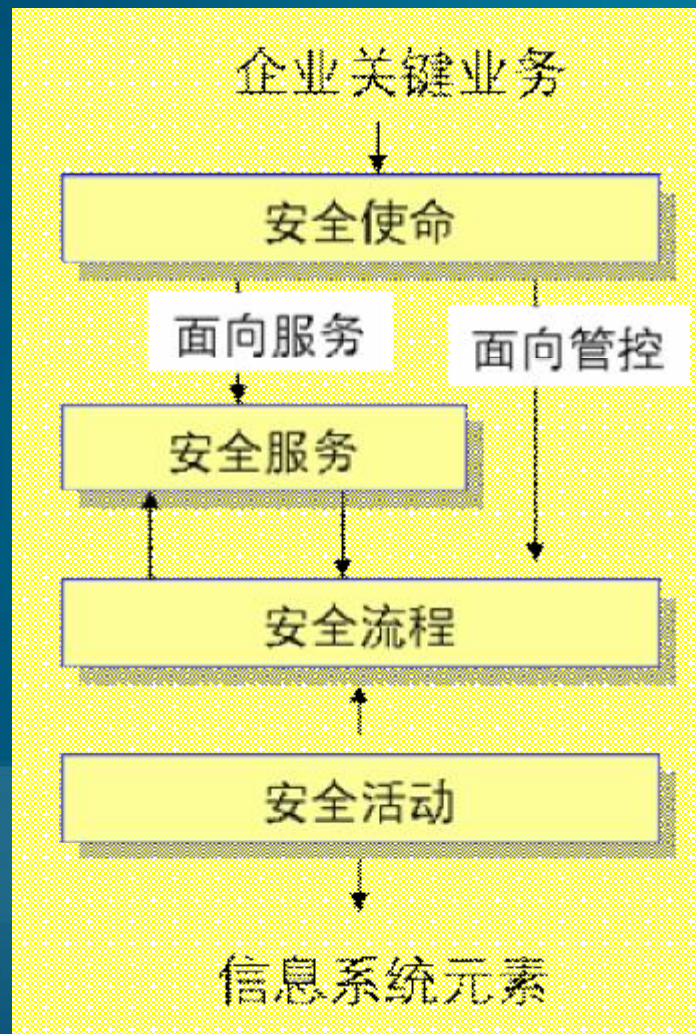 企业关键业务
安全使命
面向服务
面向管控
安全服务
安全流程
安全活动
信息系统元素